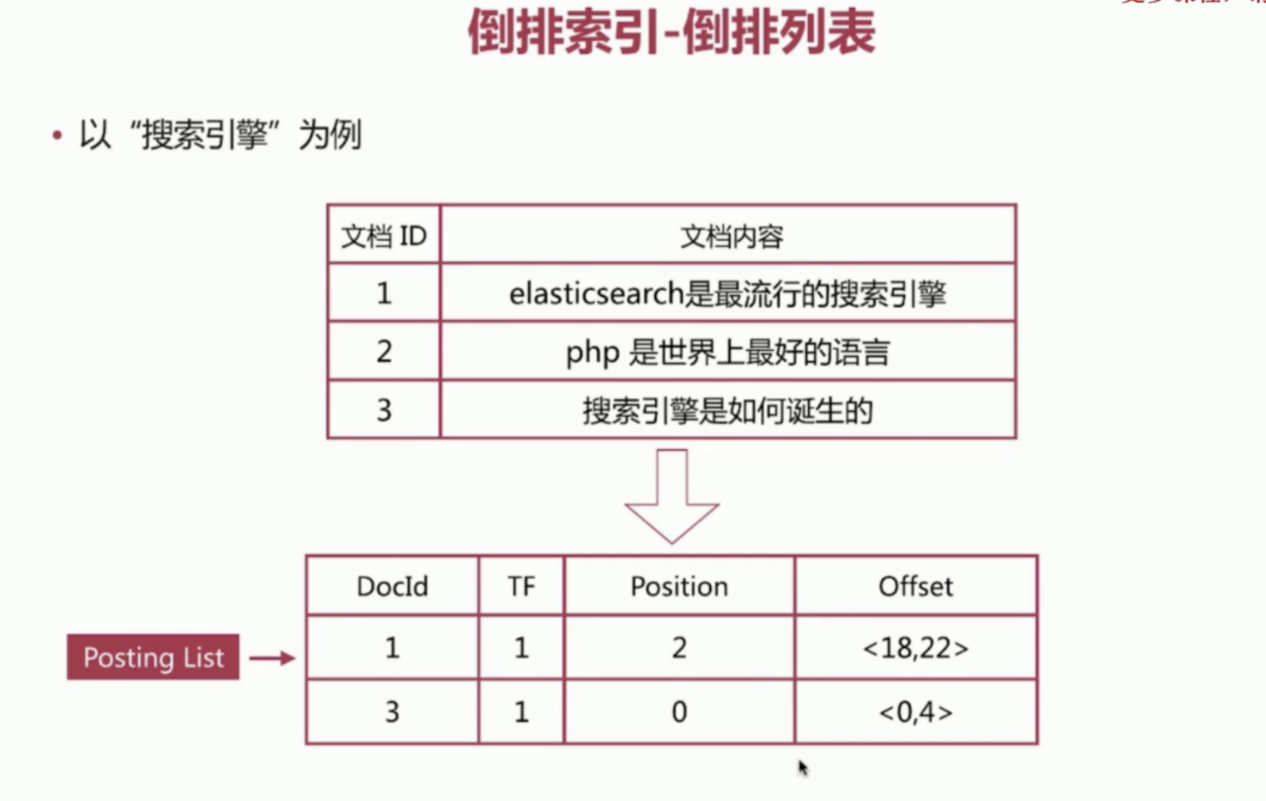 倒排索引-倒排列表
• 以“搜索引擎”为例
文档 ID 文档内容
1 elasticsearch是最流行的搜索引擎
2 php 是世界上最好的语言
3 搜索引擎是如何诞生的
DocId TF Position Offset
Posting List
1 1 2 <18,22>
3 1 0 <0,4>